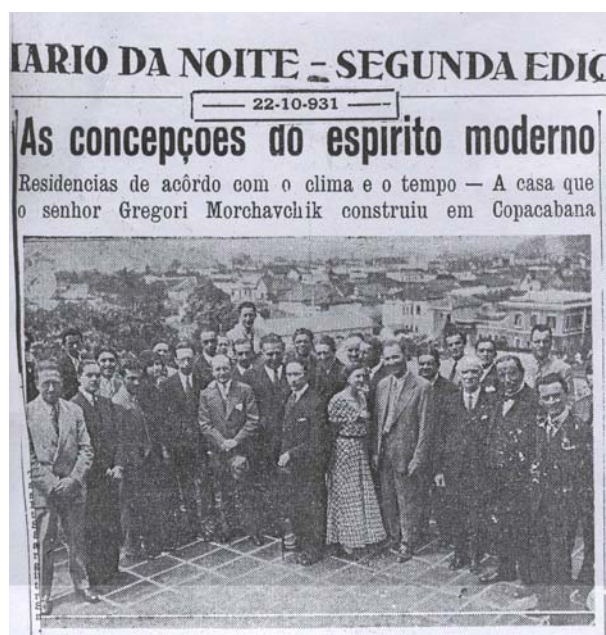 IARIO DA NOITE - SEGUNDA EDIÇ
22-10-931
As concepções do espirito moderno
Residencias de acôrdo com o clima e o tempo — A casa que
o senhor Gregori Morchavchik construiu em Copacabana